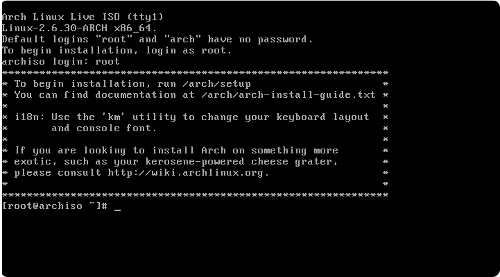 Arch Linux Live ISO (tty1)
Linux-2.6.30-ARCH x86_64.
Default logins "root" and "arch" have no password.
To begin installation, login as root.
archiso login: root
****************************************************************
* To begin installation, run /arch/setup                       *
* You can find documentation at /arch/arch-install-guide.txt *
*                                                              *
* i18n: Use the 'km' utility to change your keyboard layout    *
*       and console font.                                      *
*                                                              *
* If you are looking to install Arch on something more         *
* exotic, such as your kerosene-powered cheese grater,         *
* please consult http://wiki.archlinux.org.                    *
*                                                              *
****************************************************************
[root@archiso ~]# _